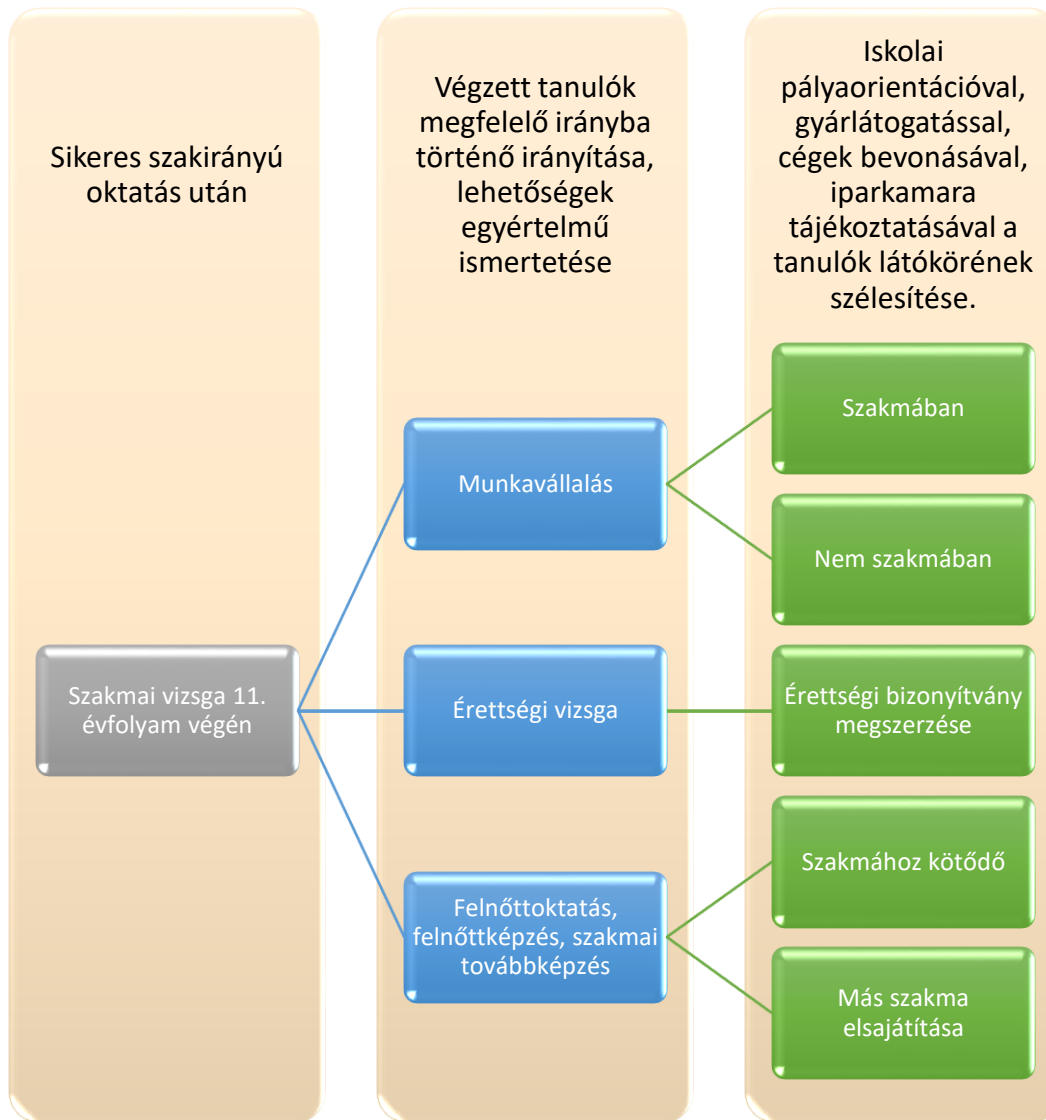 Sikeres szakirányú
oktatás után
Végzett tanulók
megfelelő irányba
történő irányítása,
lehetőségek
egyértelmű
ismertetése
Iskolai
pályaorientációval,
gyárlátogatással,
cégek bevonásával,
iparkamara
tájékoztatásával a
tanulók látókörének
szélesítése.
Szakmai vizsga 11.
évfolyam végén
Munkavállalás
Szakmában
Nem szakmában
Érettségi vizsga
Érettségi bizonyítvány
megszerzése
Felnőttoktatás,
felnőttképzés, szakmai
továbbképzés
Szakmához kötődő
Más szakma
elsajátítása